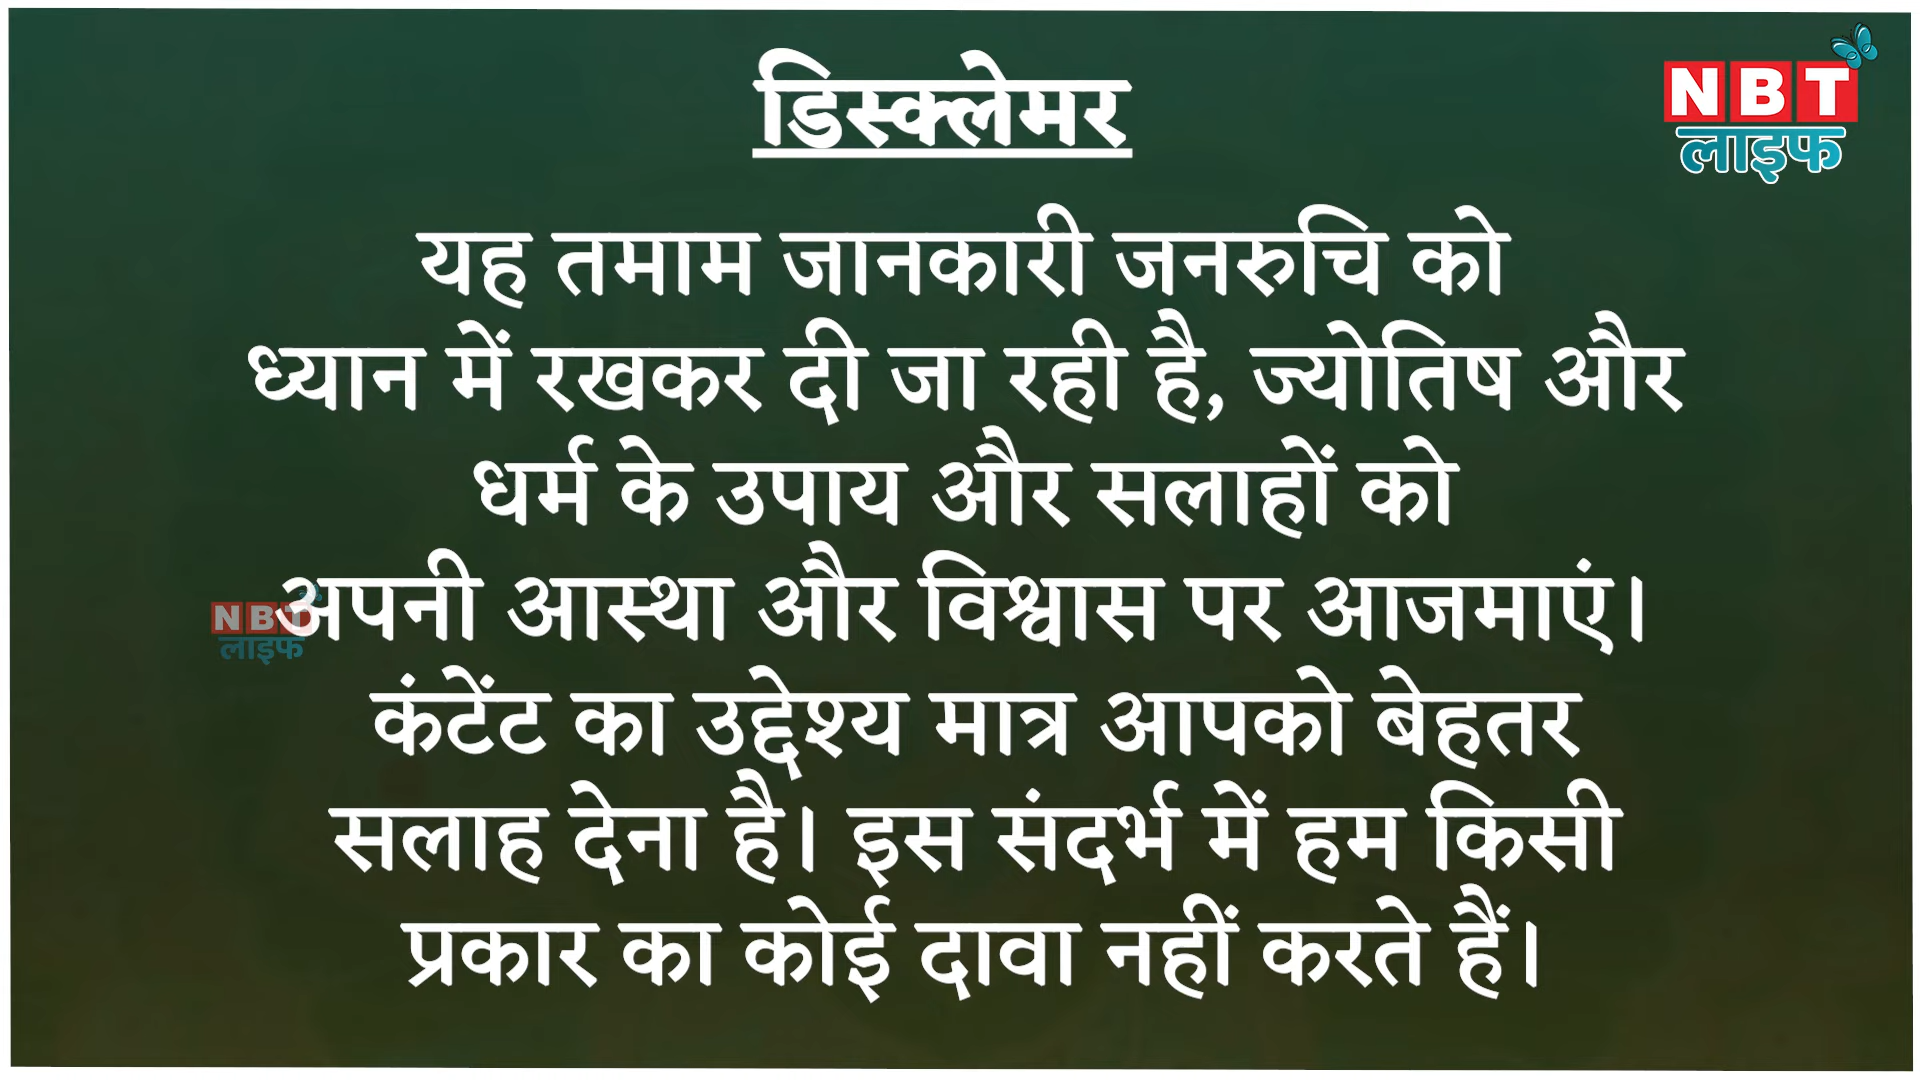 डिस्क्लेमर
NBT
लाइफ
यह तमाम जानकारी जनरुचि को
ध्यान में रखकर दी जा रही है, ज्योतिष और
धर्म के उपाय और सलाहों को
अपनी आस्था और विश्वास पर आजमाएं।
NBT
लाइफ
कंटेंट का उद्देश्य मात्र आपको बेहतर
सलाह देना है। इस संदर्भ में हम किसी
प्रकार का कोई दावा नहीं करते हैं।